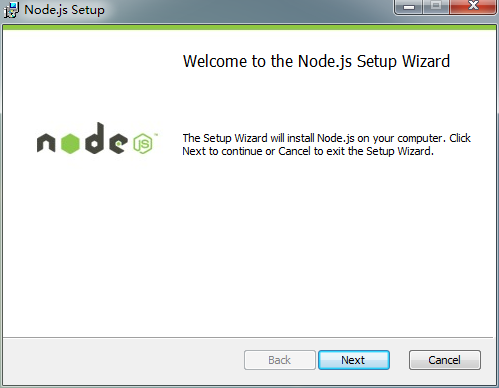 Node.js Setup
Welcome to the Node.js Setup Wizard
node JS™
The Setup Wizard will install Node.js on your computer. Click
Next to continue or Cancel to exit the Setup Wizard.
Back Next Cancel